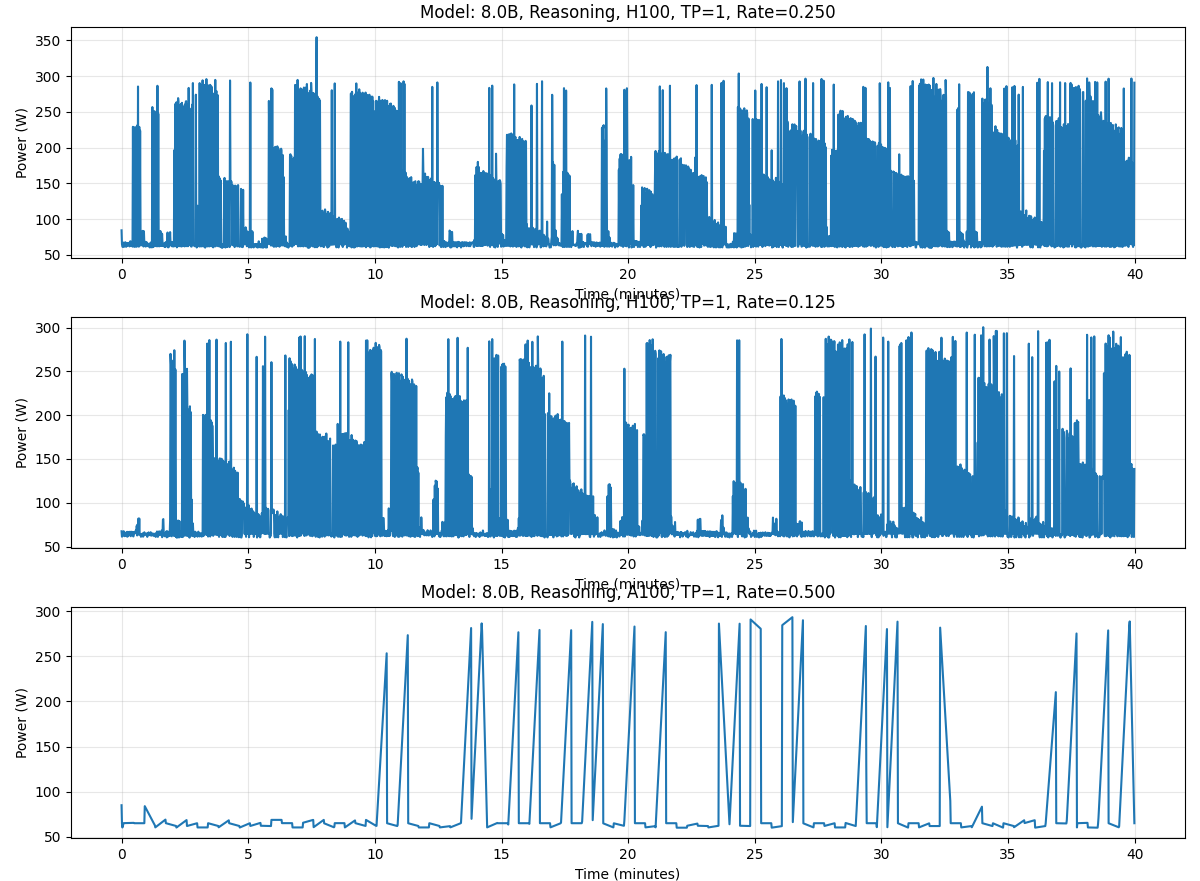 Model: 8.0B, Reasoning, H100, TP=1, Rate=0.250
350
300
250
200
150
100
50
Power (W)
0 5 10 15 20 25 30 35 40
Time (minutes)
Model: 8.0B, Reasoning, H100, TP=1, Rate=0.125
300
250
200
150
100
50
Power (W)
0 5 10 15 20 25 30 35 40
Time (minutes)
Model: 8.0B, Reasoning, A100, TP=1, Rate=0.500
300
250
200
150
100
50
Power (W)
0 5 10 15 20 25 30 35 40
Time (minutes)